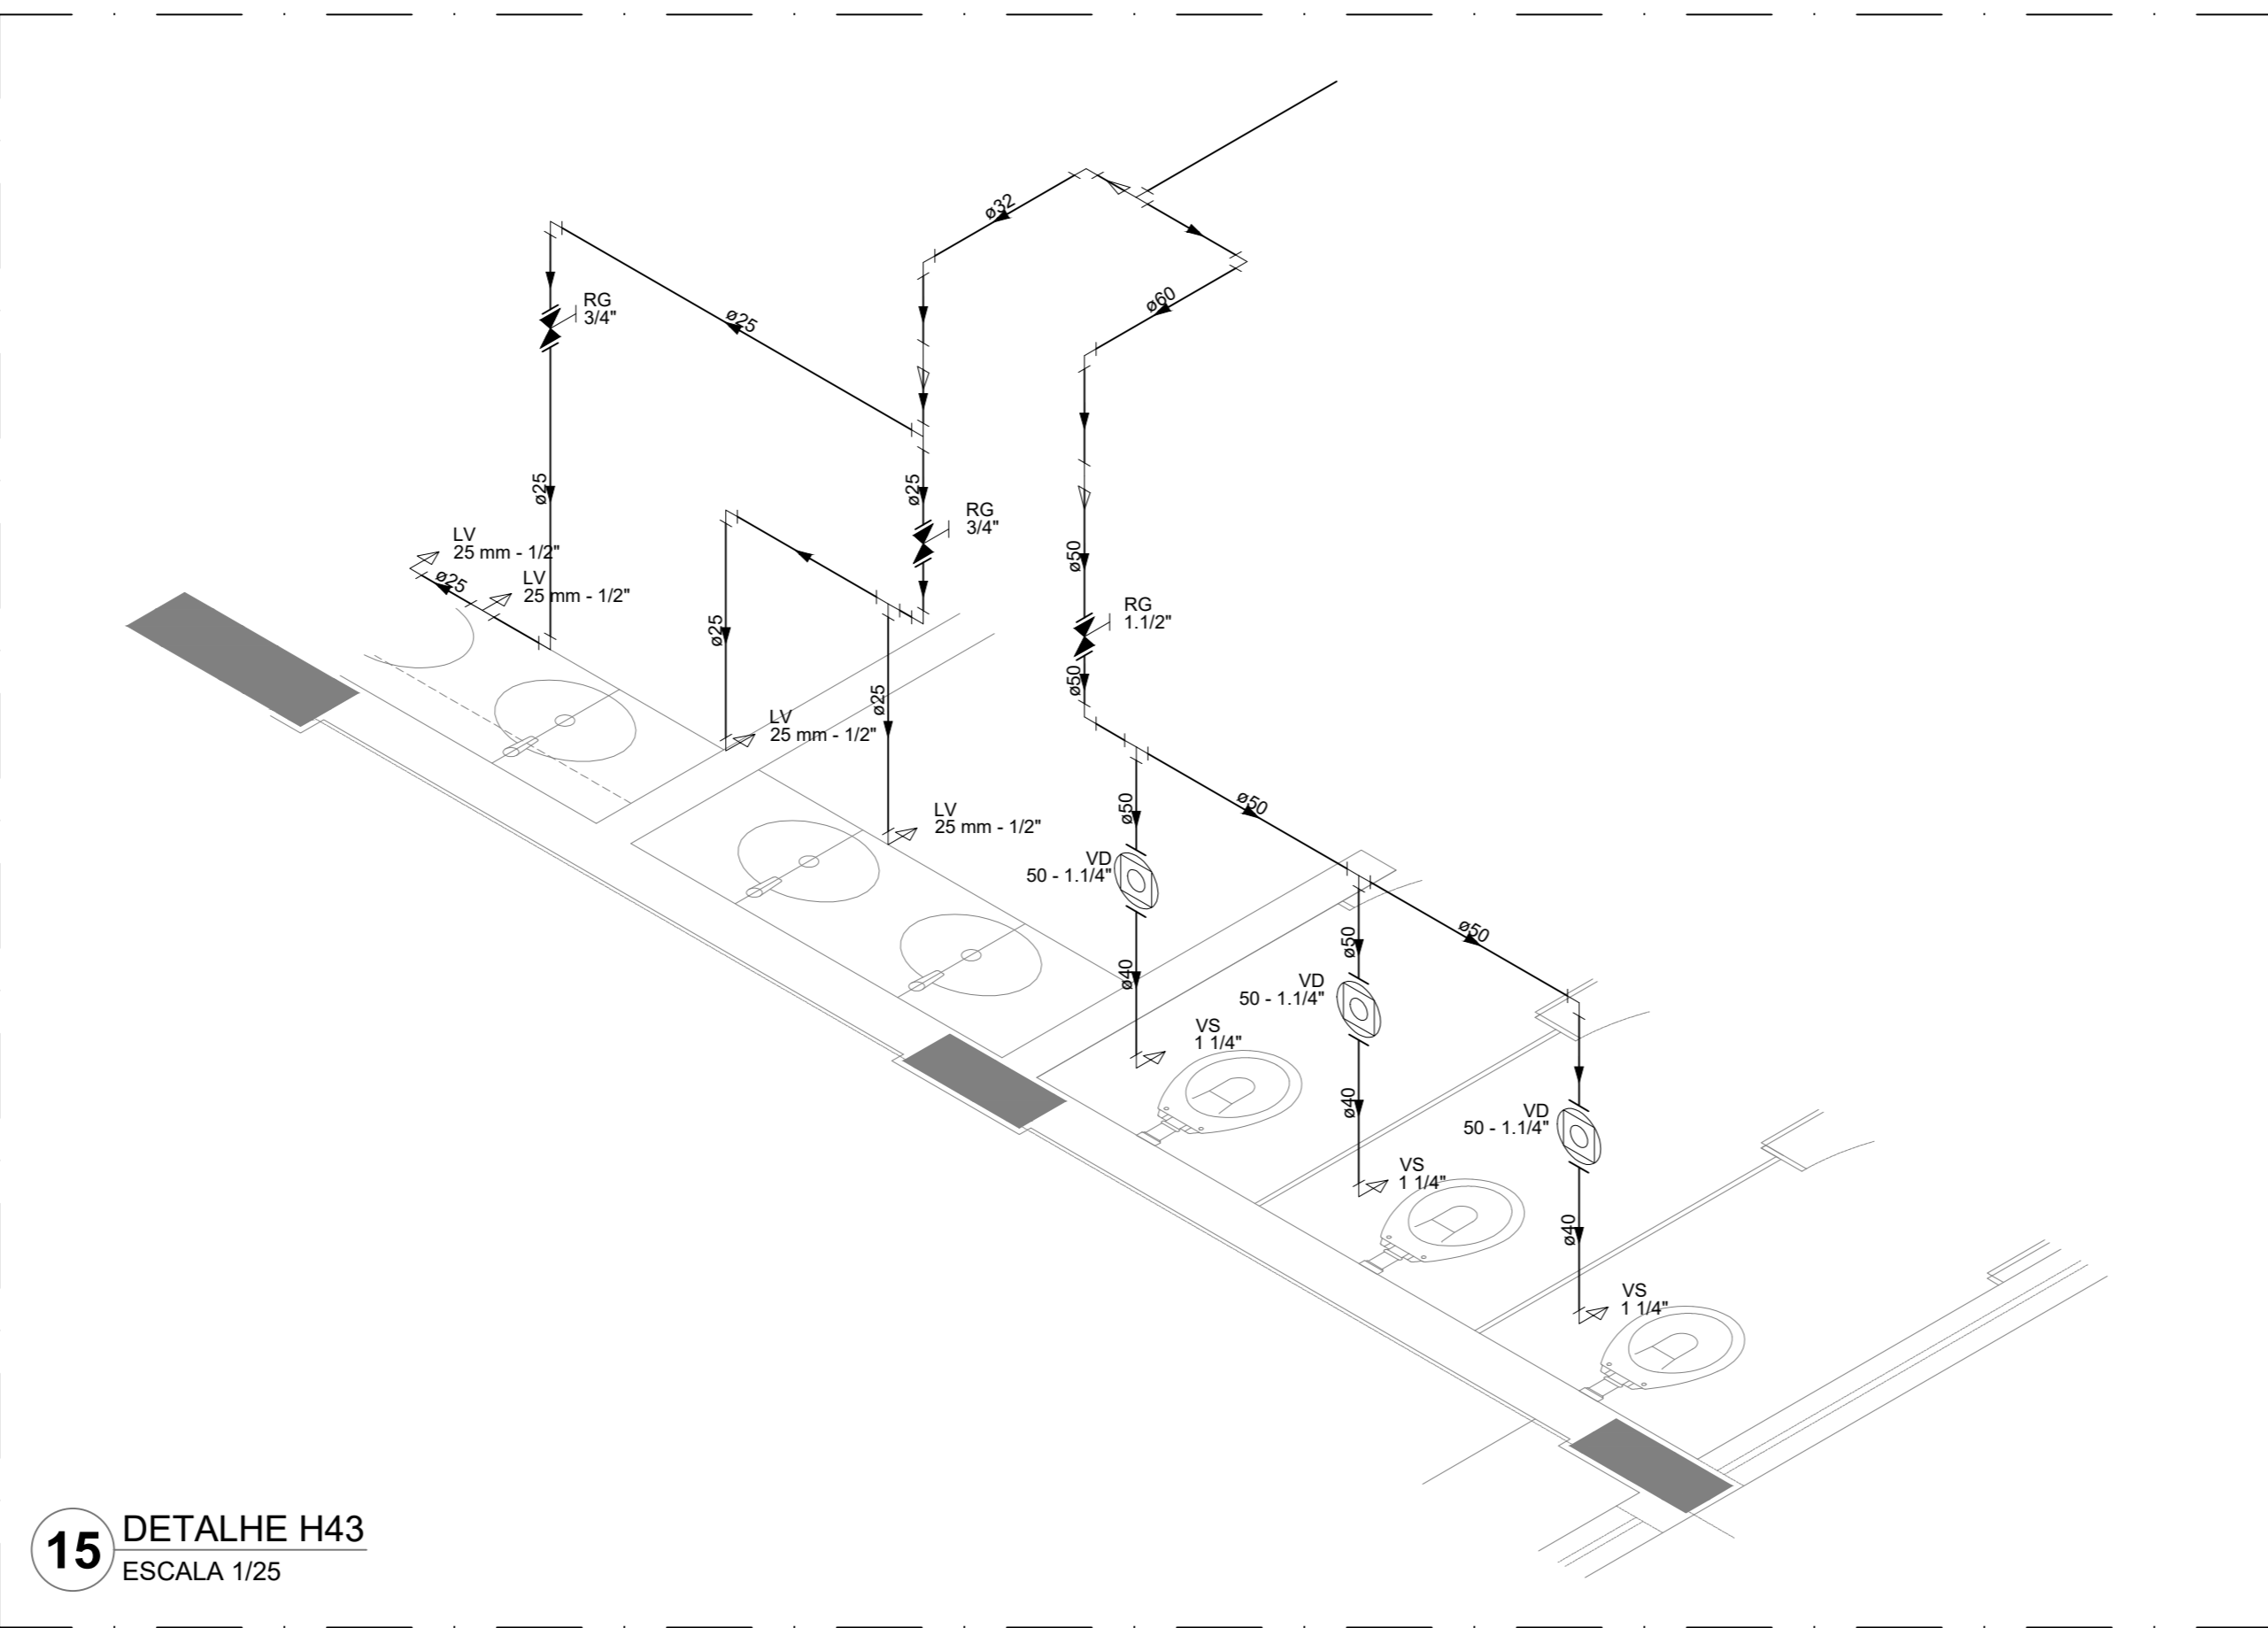 ø32
RG
3/4"
ø25
ø60
ø25
ø25
RG
3/4"
LV
25 mm - 1/2"
ø25
LV
25 mm - 1/2"
ø50
RG
1.1/2"
ø25
ø50
ø25
LV
25 mm - 1/2"
LV
25 mm - 1/2"
ø50
ø50
VD
50 - 1.1/4"
ø50
ø50
ø40
VD
50 - 1.1/4"
VS
1 1/4"
ø40
VD
50 - 1.1/4"
VS
1 1/4"
ø40
VS
1 1/4"
15
DETALHE H43
ESCALA 1/25